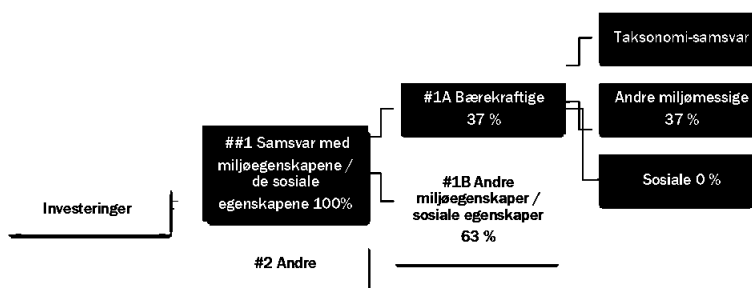 Investeringer
##1 Samsvar med
miljøegenskapene /
de sosiale
egenskapene 100%
#2 Andre
#1A Bærekraftige
37 %
#1B Andre
miljøegenskaper /
sosiale egenskaper
63 %
Taksonomi-samsvar
Andre miljømessige
37 %
Sosiale 0 %